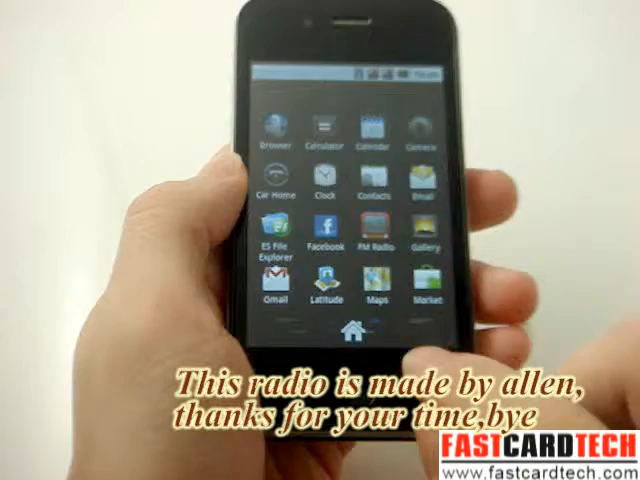 Browser Calculator Calendar Camera
Car Home Clock Contacts Email
ES File Explorer Facebook FM Radio Gallery
Gmail Latitude Maps Market
This radio is made by allen,
thanks for your time,bye
FASTCARDTECH
www.fastcardtech.com